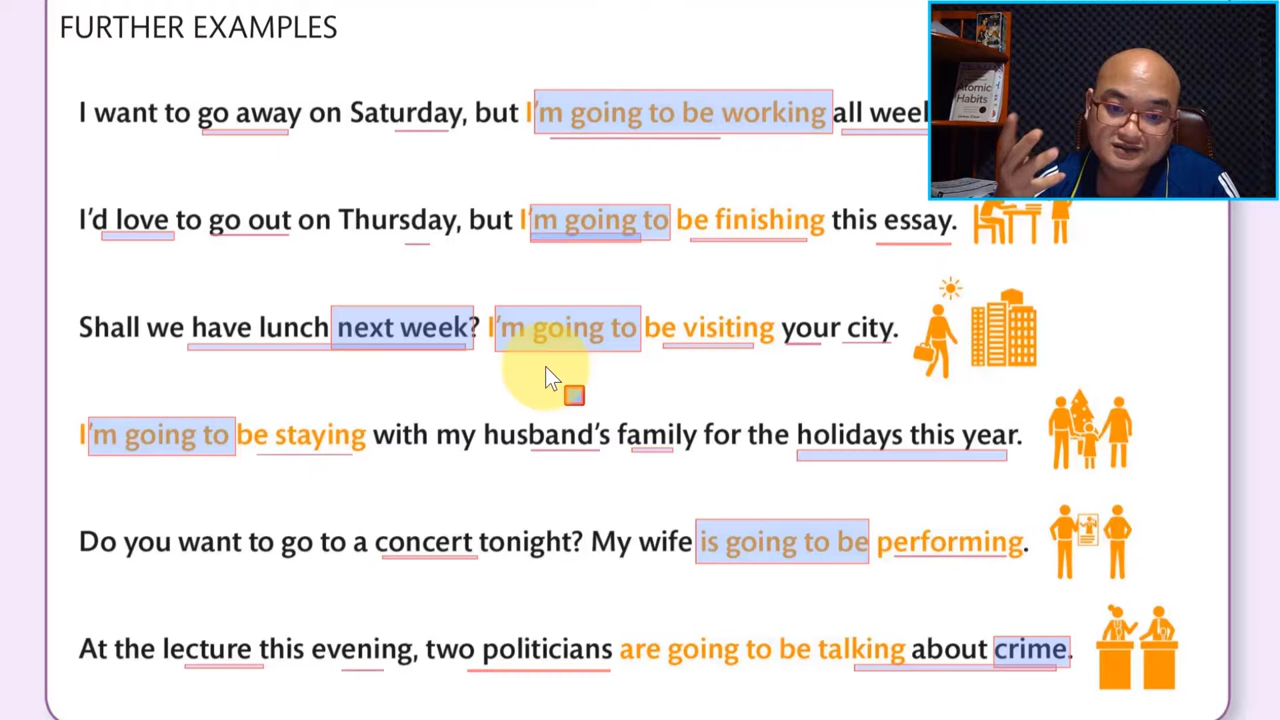 FURTHER EXAMPLES
I want to go away on Saturday, but I'm going to be working all
Atomic
Habits
I'd love to go out on Thursday, but I'm going to be finishing this essay.
Shall we have lunch next week? I'm going to be visiting your city.
I'm going to be staying with my husband's family for the holidays this year.
Do you want to go to a concert tonight? My wife is going to be performing.
At the lecture this evening, two politicians are going to be talking about crime.